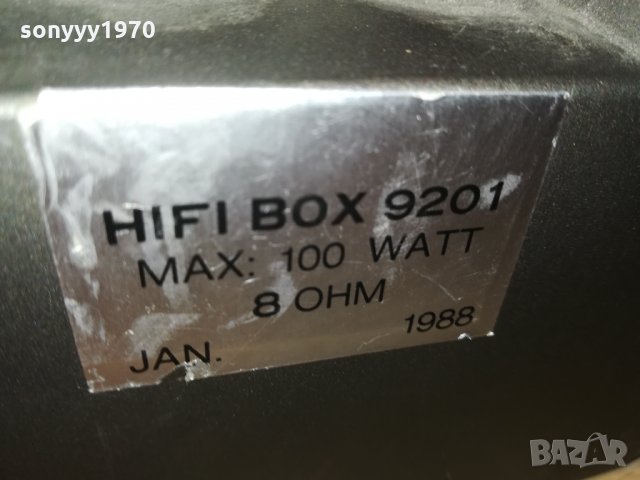 sonyyy1970
HIFI BOX 9201
MAX: 100 WATT
8 OHM
JAN. 1988
BAZAR